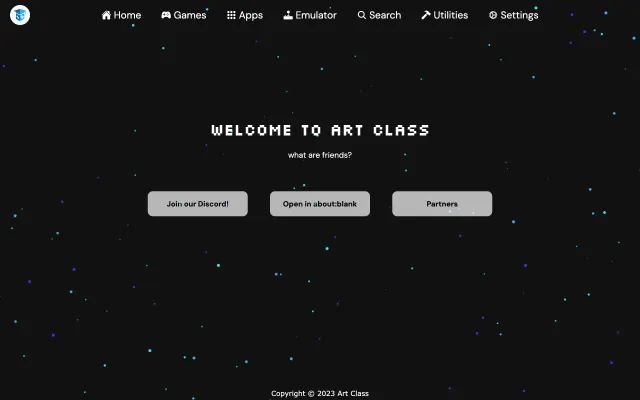 Home Games Apps Emulator Search Utilities Settings
WELCOME TO ART CLASS
what are friends?
Join our Discord! Open in about:blank Partners
Copyright © 2023 Art Class